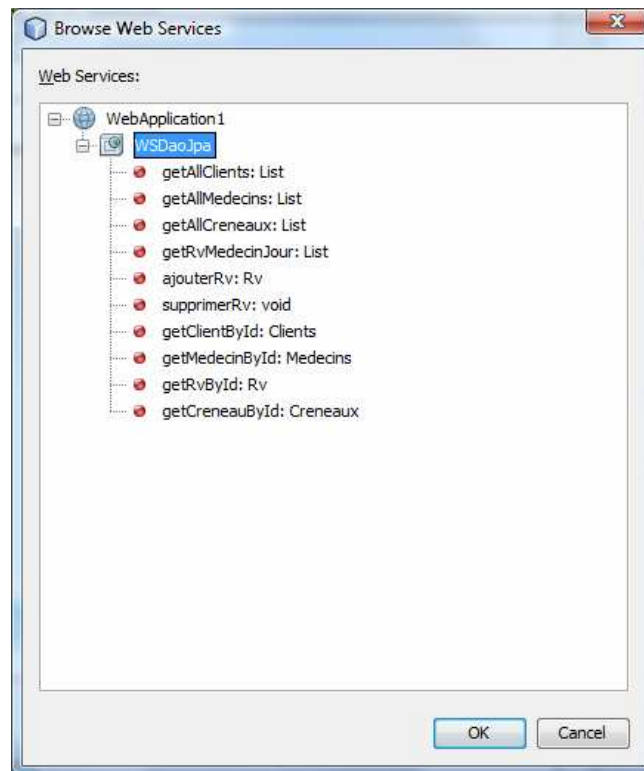 Browse Web Services
Web Services:
WebApplication1
WSDaoJpa
getAllClients: List
getAllMedecins: List
getAllCreneaux: List
getRvMedecinJour: List
ajouterRv: Rv
supprimerRv: void
getClientById: Clients
getMedecinById: Medecins
getRvById: Rv
getCreneauById: Creneaux
OK Cancel